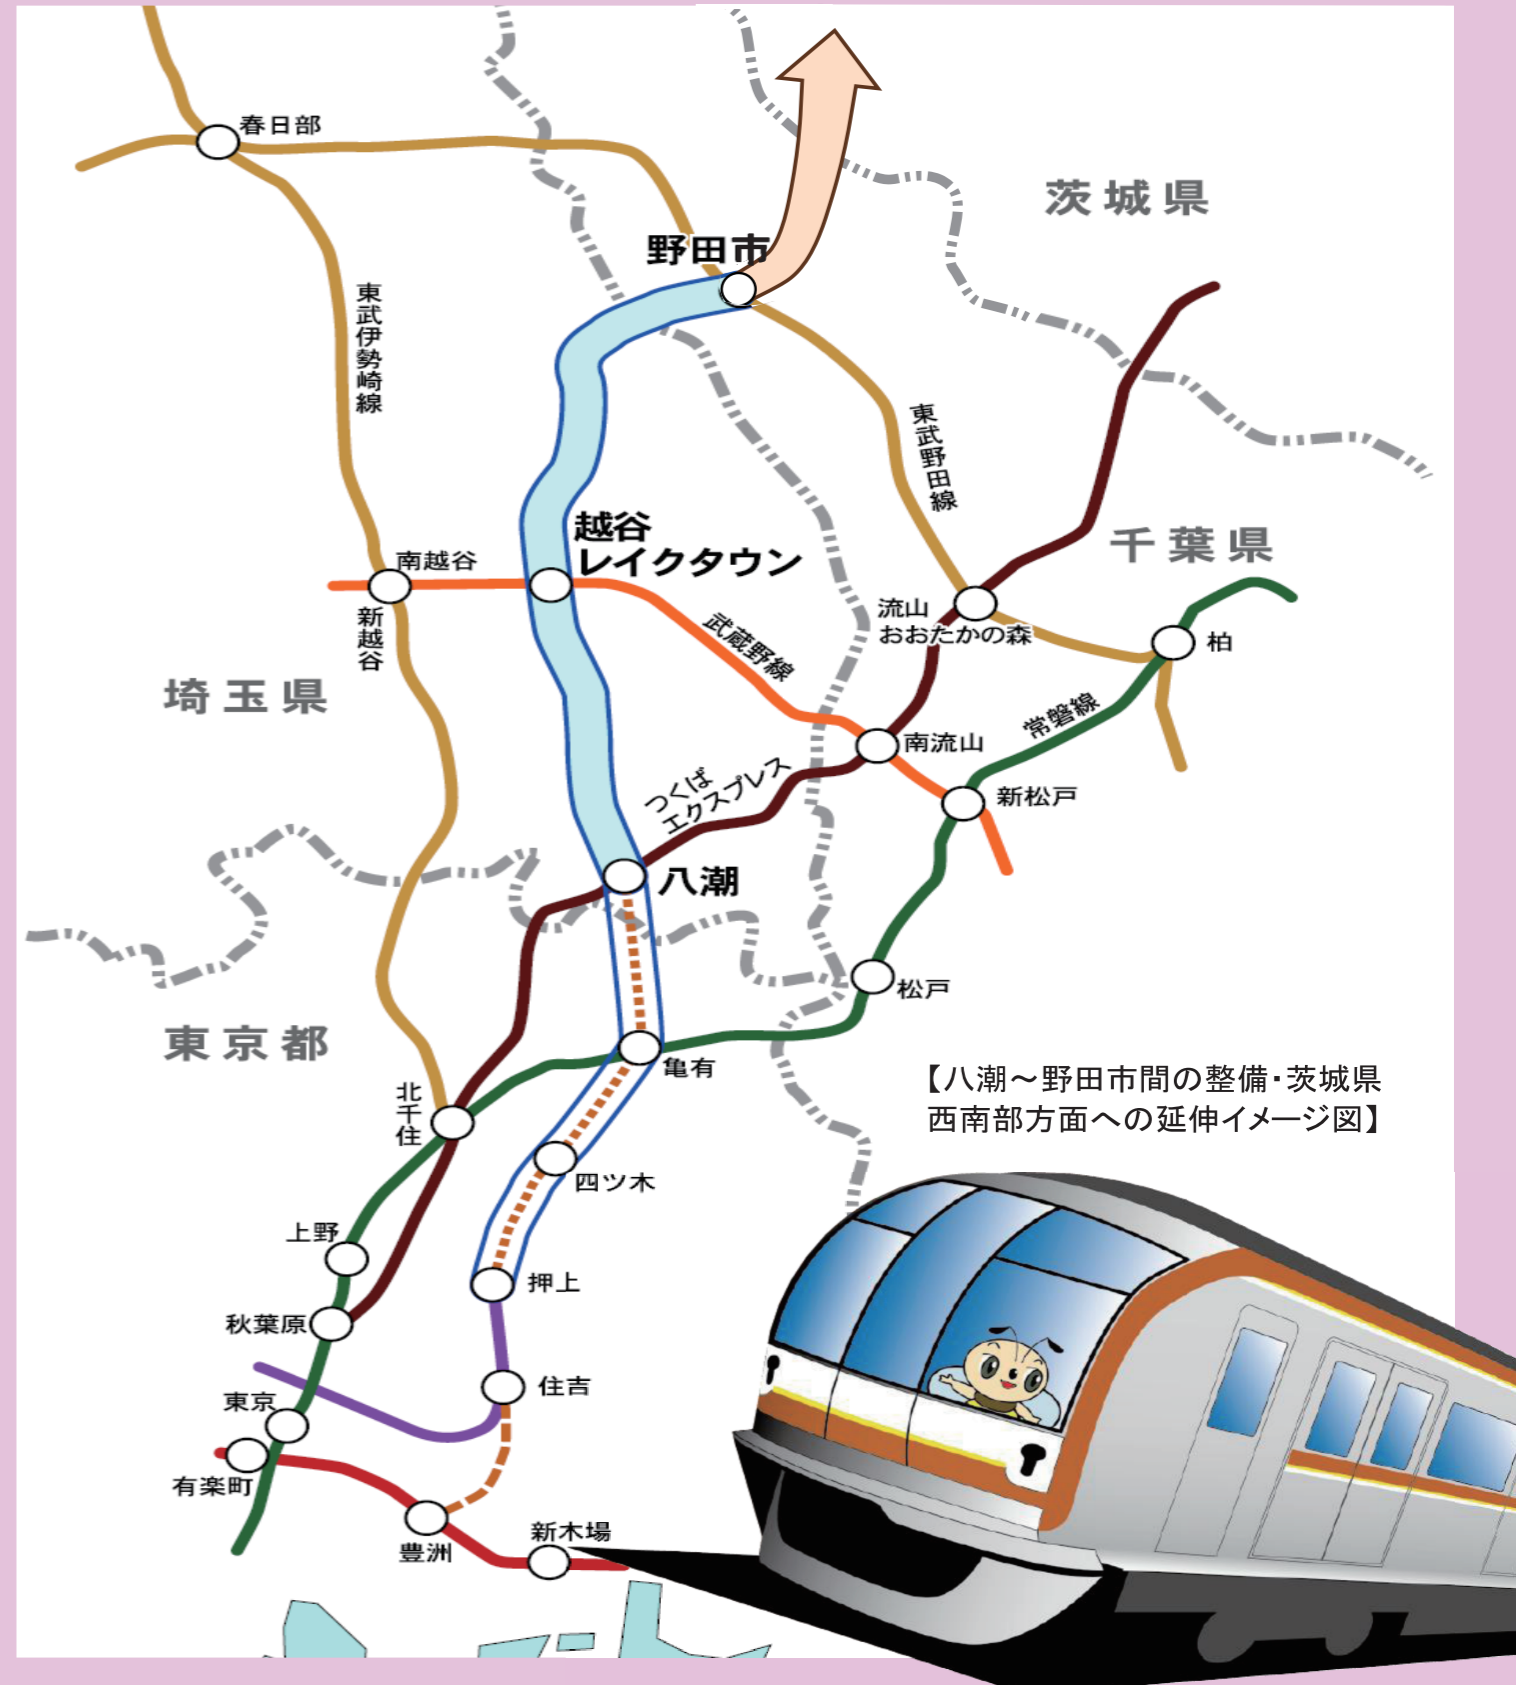 春日部
茨城県
野田市
東武伊勢崎線
東武野田線
越谷
レイクタウン
千葉県
南越谷
新越谷
流山
おおたかの森
武蔵野線
柏
埼玉県
常磐線
南流山
つくば
エクスプレス
新松戸
八潮
松戸
東京都
亀有
【八潮～野田市間の整備・茨城県
西南部方面への延伸イメージ図】
北千住
四ツ木
上野
押上
秋葉原
住吉
東京
有楽町
新木場
豊洲